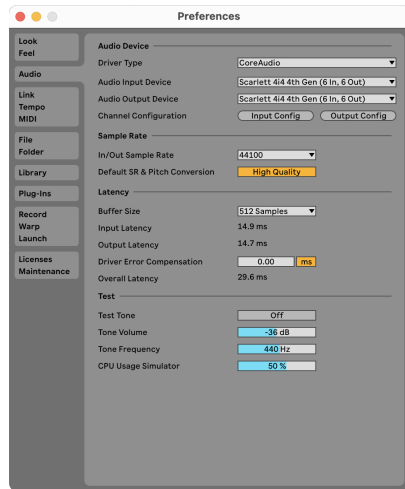 Preferences
Look
Feel
Audio
Link
Tempo
MIDI
File
Folder
Library
Plug-Ins
Record
Warp
Launch
Licenses
Maintenance
Audio Device
Driver Type CoreAudio
Audio Input Device Scarlett 4i4 4th Gen (6 In, 6 Out)
Audio Output Device Scarlett 4i4 4th Gen (6 In, 6 Out)
Channel Configuration Input Config Output Config
Sample Rate
In/Out Sample Rate 44100
Default SR & Pitch Conversion High Quality
Latency
Buffer Size 512 Samples
Input Latency 14.9 ms
Output Latency 14.7 ms
Driver Error Compensation 0.00 ms
Overall Latency 29.6 ms
Test
Test Tone Off
Tone Volume -36 dB
Tone Frequency 440 Hz
CPU Usage Simulator 50 %